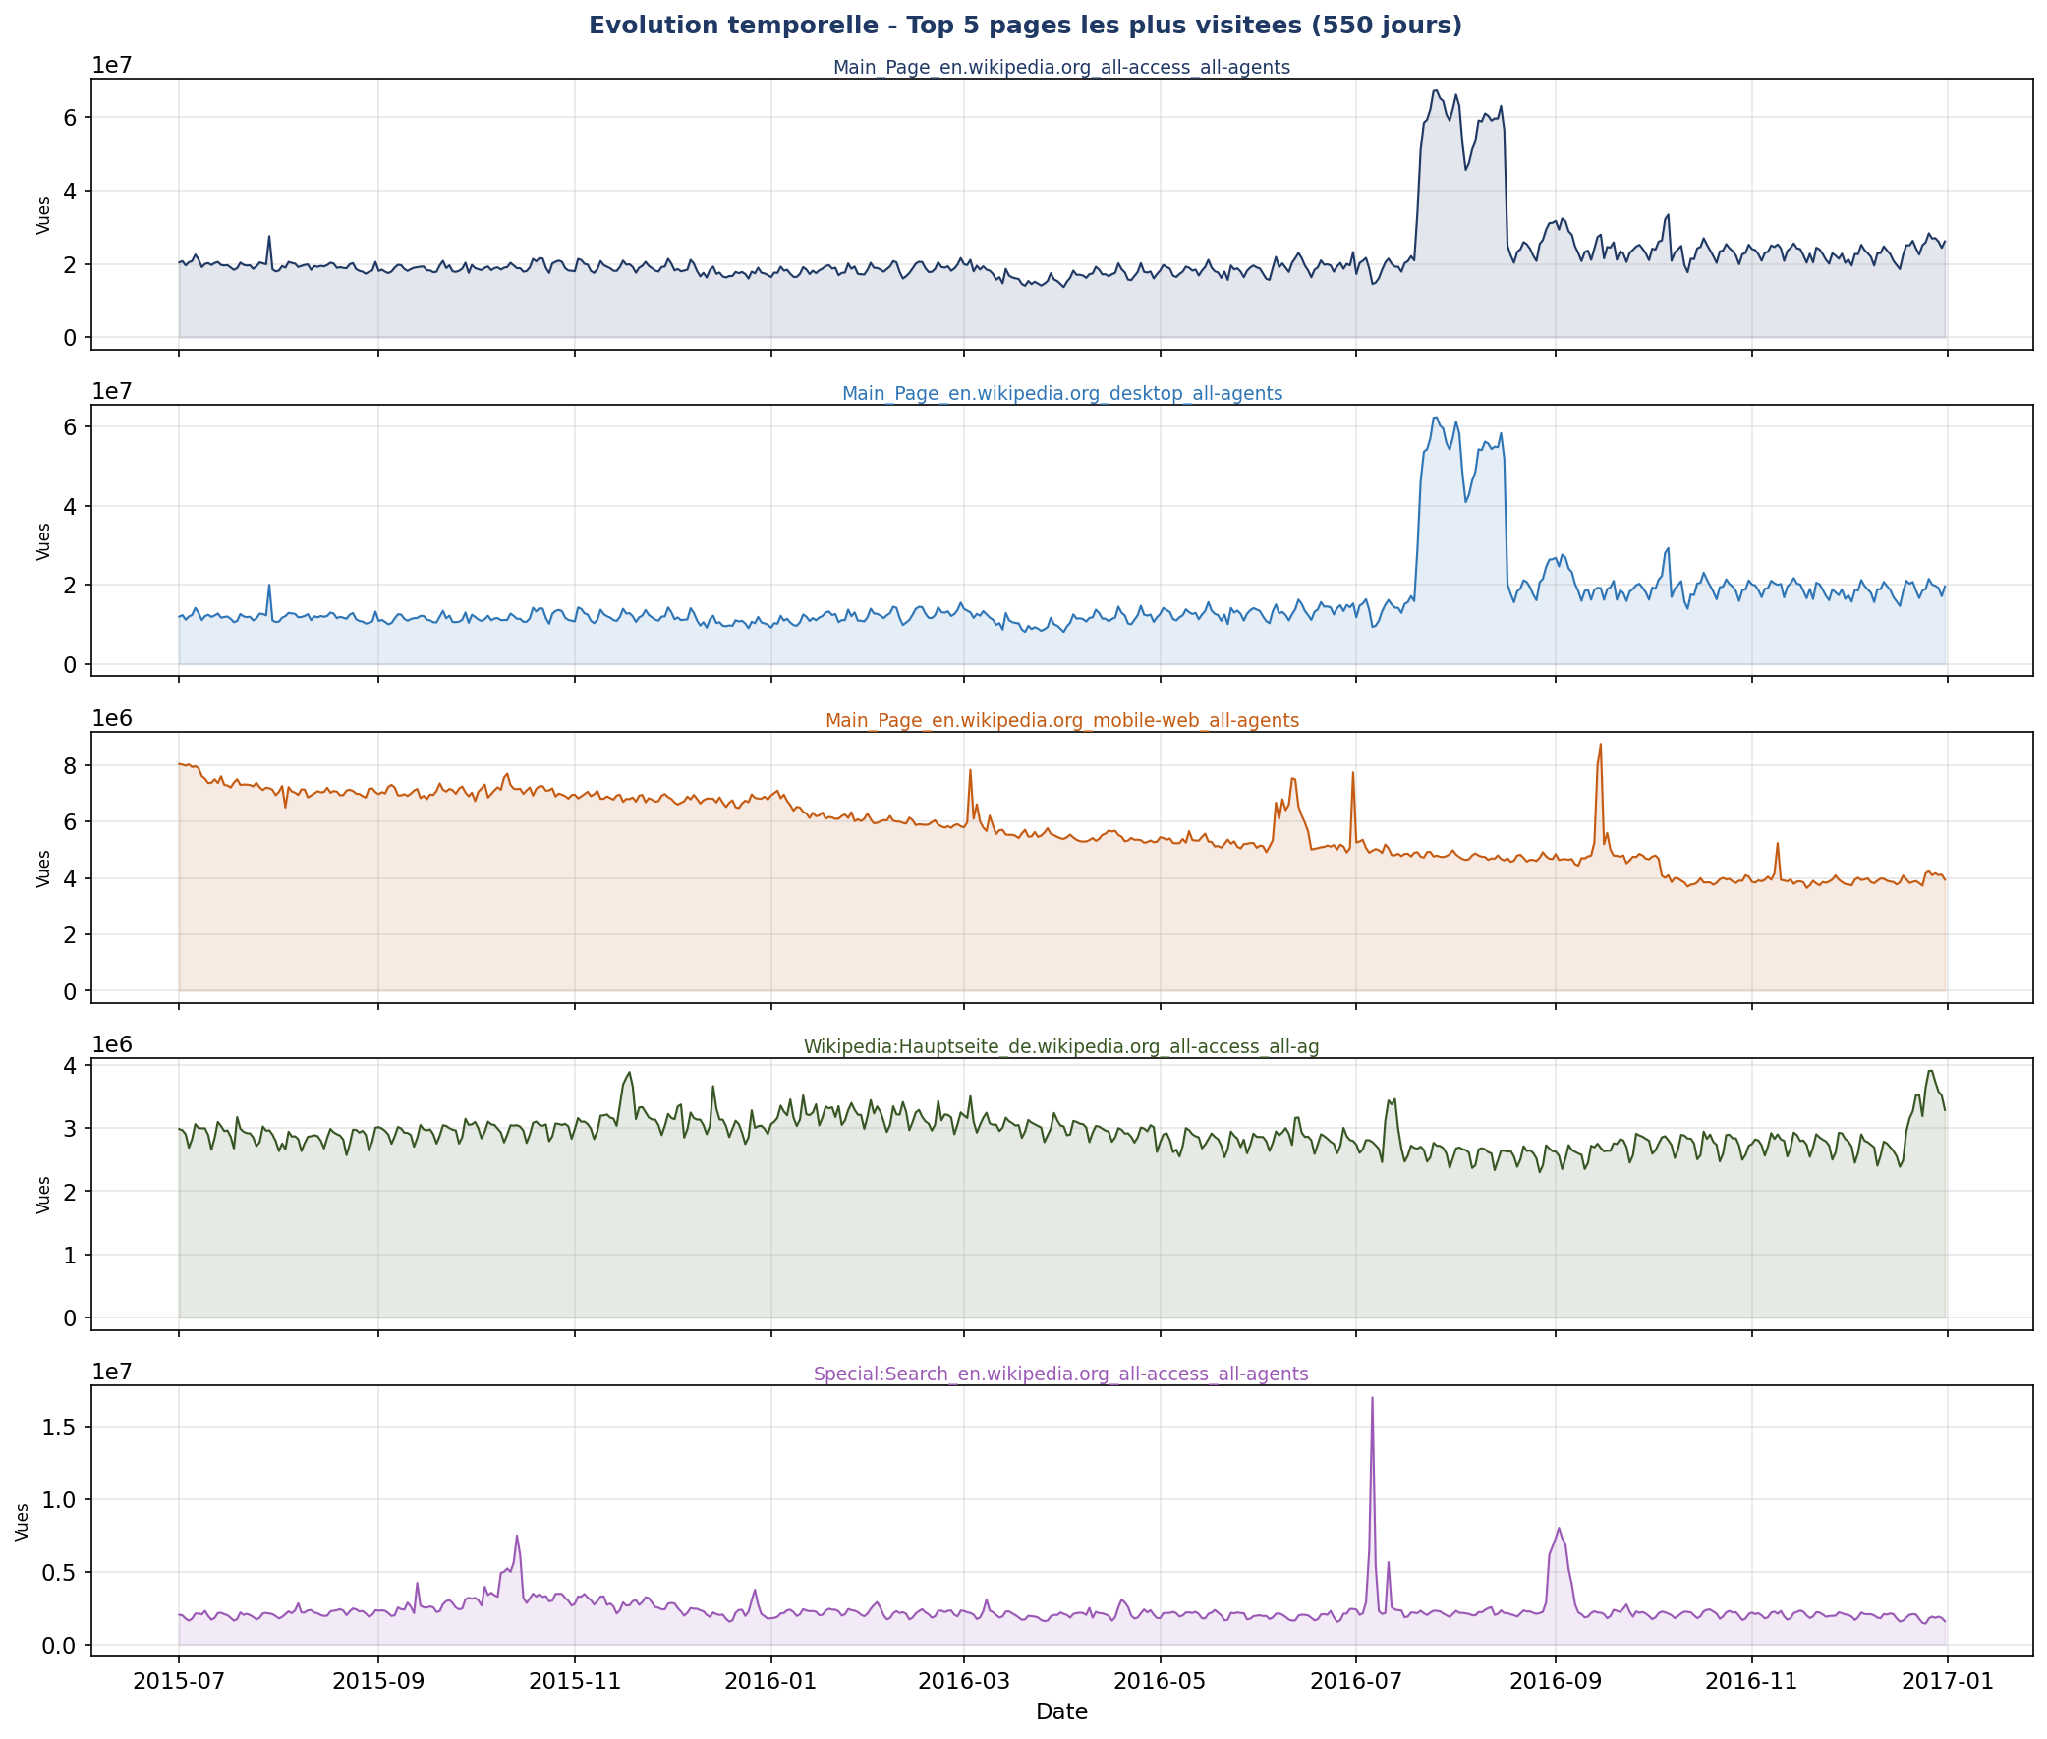 Evolution temporelle - Top 5 pages les plus visitees (550 jours)
1e7
Main_Page_en.wikipedia.org_all-access_all-agents
6
4
2
0
Vues
1e7
Main_Page_en.wikipedia.org_desktop_all-agents
6
4
2
0
Vues
1e6
Main_Page_en.wikipedia.org_mobile-web_all-agents
8
6
4
2
0
Vues
1e6
Wikipedia:Hauptseite_de.wikipedia.org_all-access_all-ag
4
3
2
1
0
Vues
1e7
Special:Search_en.wikipedia.org_all-access_all-agents
1.5
1.0
0.5
0.0
Vues
2015-07 2015-09 2015-11 2016-01 2016-03 2016-05 2016-07 2016-09 2016-11 2017-01
Date